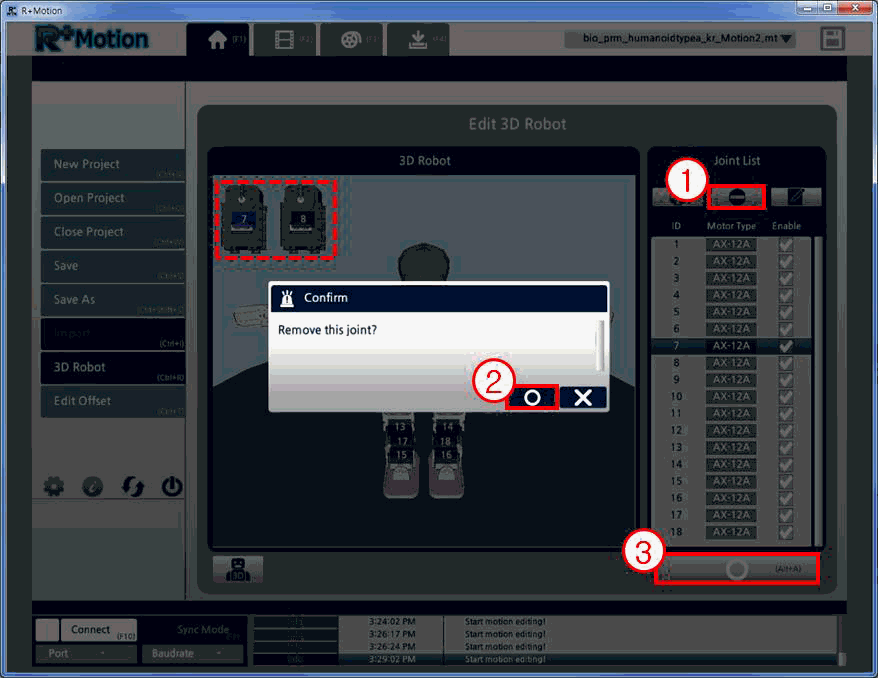 R+Motion
R+Motion
(F1)
(F2)
(F3)
(F4)
bio_prm_humanoidtypea_kr_Motion2.mt
Edit 3D Robot
New Project
Open Project
Close Project
(Ctrl+W)
Save
(Ctrl+S)
Save As
(Ctrl+Shift+S)
Import
(Ctrl+I)
3D Robot
(Ctrl+R)
Edit Offset
(Ctrl+T)
3D Robot
7
8
13
14
17
18
15
16
3D
Confirm
Remove this joint?
2
Joint List
1
ID Motor Type Enable
1 AX-12A
2 AX-12A
3 AX-12A
4 AX-12A
5 AX-12A
6 AX-12A
7 AX-12A
8 AX-12A
9 AX-12A
10 AX-12A
11 AX-12A
12 AX-12A
13 AX-12A
14 AX-12A
15 AX-12A
16 AX-12A
17 AX-12A
18 AX-12A
3
(Alt+A)
Connect
(F10)
Sync Mode
Port
Baudrate
3:24:02 PM Start motion editing!
3:26:17 PM Start motion editing!
3:26:24 PM Start motion editing!
3:29:02 PM Start motion editing!